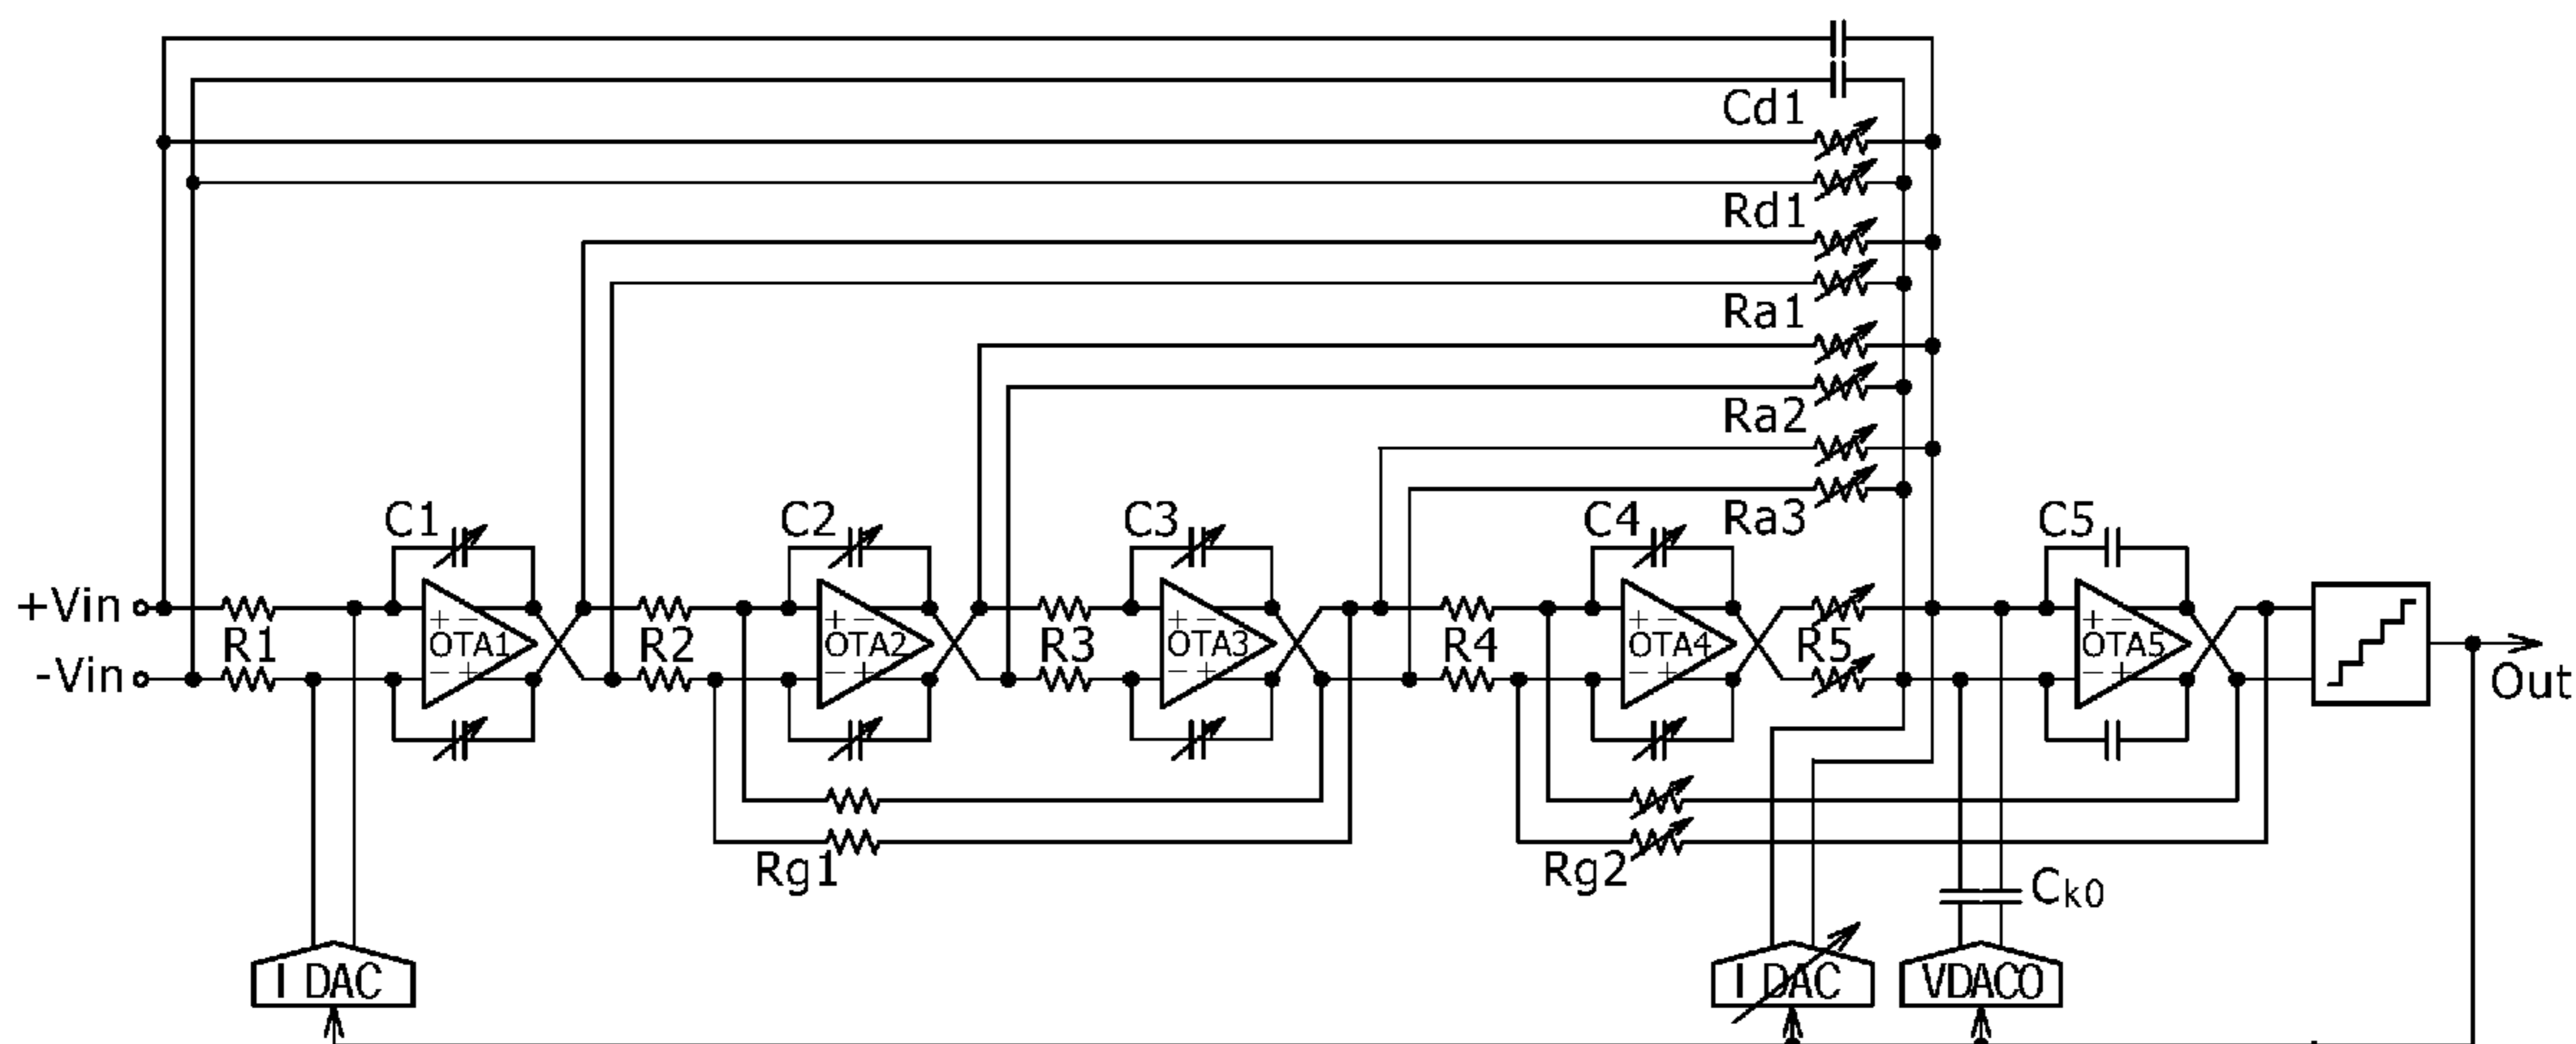 Cd1
Rd1
Ra1
Ra2
Ra3
C1
C2
C3
C4
C5
+Vin
-Vin
R1
R2
R3
R4
R5
+ -
OTA1
- +
+ -
OTA2
- +
+ -
OTA3
- +
+ -
OTA4
- +
+ -
OTA5
- +
Out
Rg1
Rg2
Ck0
I DAC
I DAC
VDAC0